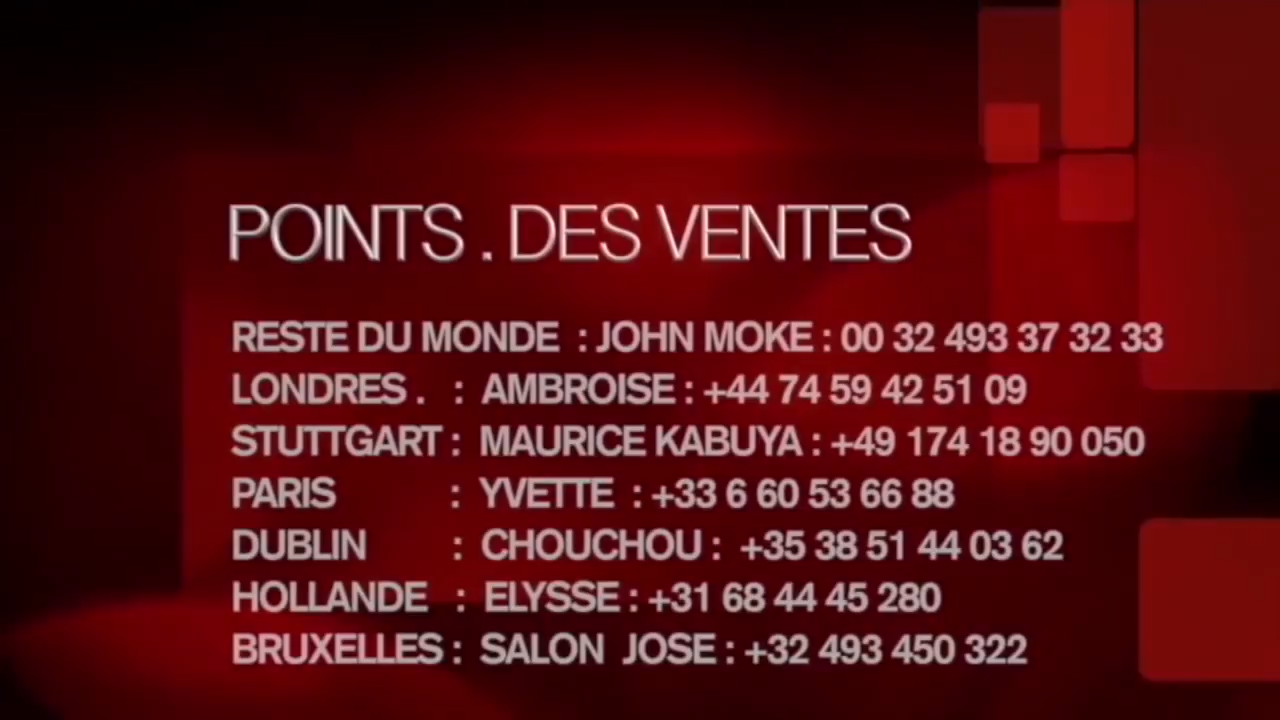 POINTS . DES VENTES
RESTE DU MONDE : JOHN MOKE : 00 32 493 37 32 33
LONDRES . : AMBROISE : +44 74 59 42 51 09
STUTTGART : MAURICE KABUYA : +49 174 18 90 050
PARIS : YVETTE : +33 6 60 53 66 88
DUBLIN : CHOUCHOU : +35 38 51 44 03 62
HOLLANDE : ELYSSE : +31 68 44 45 280
BRUXELLES : SALON JOSE : +32 493 450 322